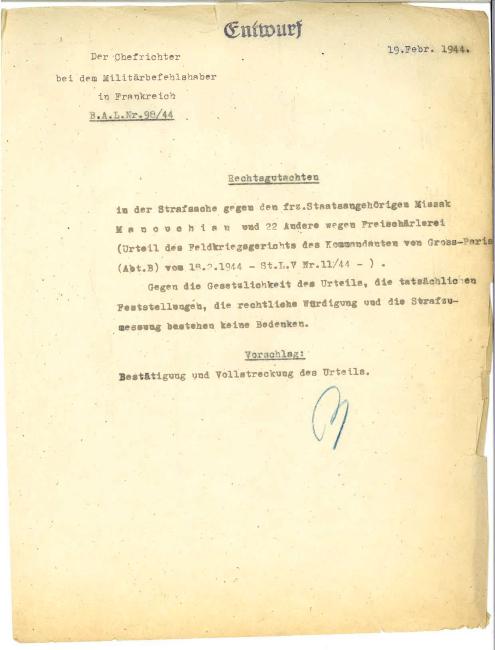 Entwurf
19.Febr. 1944.
Der Chefrichter
bei dem Militärbefehlshaber
in Frankreich
B.A.L.Nr.98/44
Rechtsgutachten
in der Strafsache gegen den frz.Staatsangehörigen Missak
M a n o u c h i a n und 22 Andere wegen Freischärlerei
(Urteil des Feldkriegsgerichts des Kommandanten von Gross-Paris
(Abt.B) vom 18.2.1944 - St.L.V Nr.11/44 - ) .
Gegen die Gesetzlichkeit des Urteils, die tatsächlichen
Feststellungen, die rechtliche Würdigung und die Strafzu-
messung bestehen keine Bedenken.
Vorschlag:
Bestätigung und Vollstreckung des Urteils.